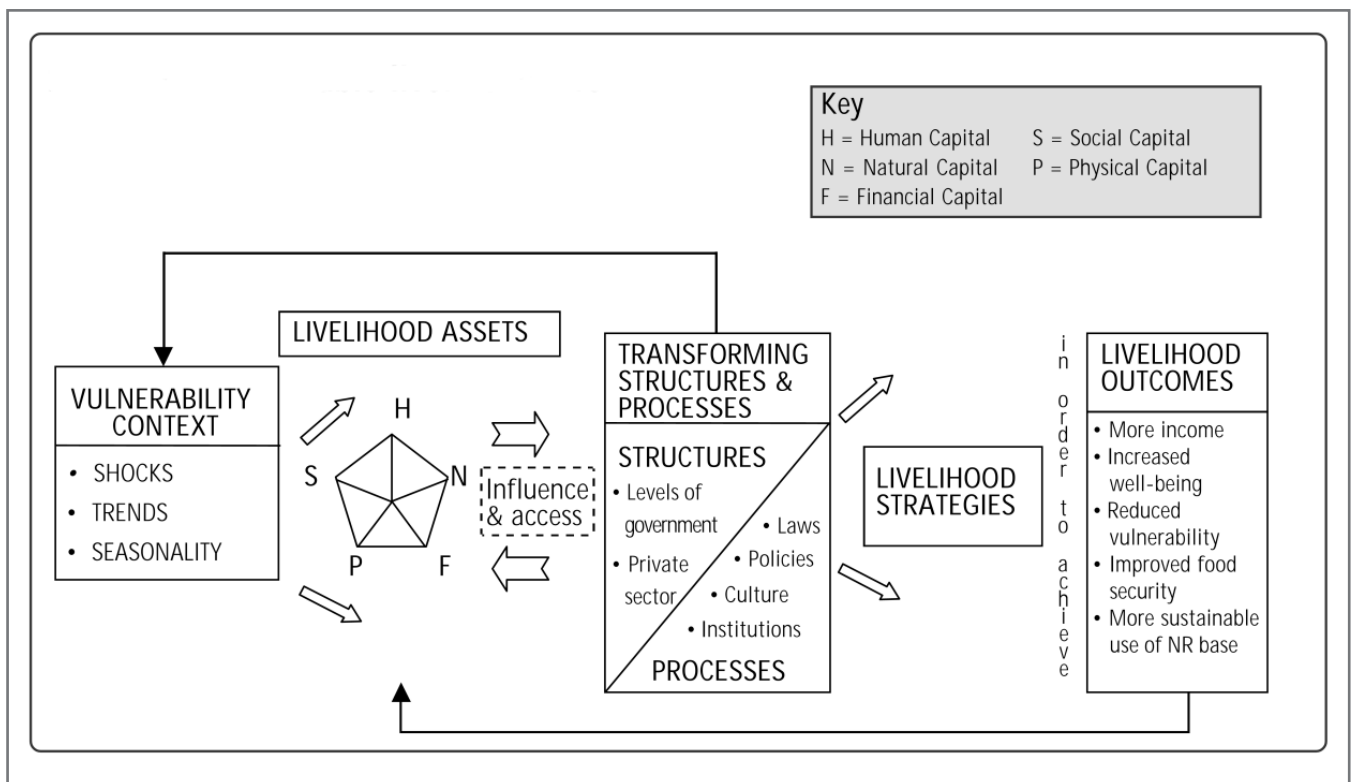 Key
H = Human Capital S = Social Capital
N = Natural Capital P = Physical Capital
F = Financial Capital
LIVELIHOOD ASSETS
VULNERABILITY
CONTEXT
• SHOCKS
• TRENDS
• SEASONALITY
H
S
N
P
F
Influence
& access
TRANSFORMING
STRUCTURES &
PROCESSES
STRUCTURES
• Levels of
government
• Private
sector
• Laws
• Policies
• Culture
• Institutions
PROCESSES
LIVELIHOOD
STRATEGIES
in order to achieve
LIVELIHOOD
OUTCOMES
• More income
• Increased
well-being
• Reduced
vulnerability
• Improved food
security
• More sustainable
use of NR base